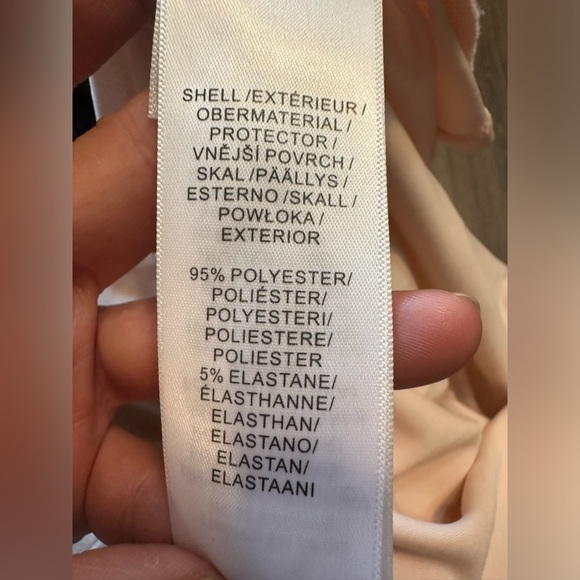 SHELL /EXTÉRIEUR /
OBERMATERIAL /
PROTECTOR /
VNĚJŠÍ POVRCH /
SKAL /PÄÄLLYS /
ESTERNO /SKALL /
POWŁOKA /
EXTERIOR
95% POLYESTER/
POLIÉSTER/
POLYESTERI/
POLIESTERE/
POLIESTER
5% ELASTANE/
ÉLASTHANNE/
ELASTHAN/
ELASTANO/
ELASTAN/
ELASTAANI